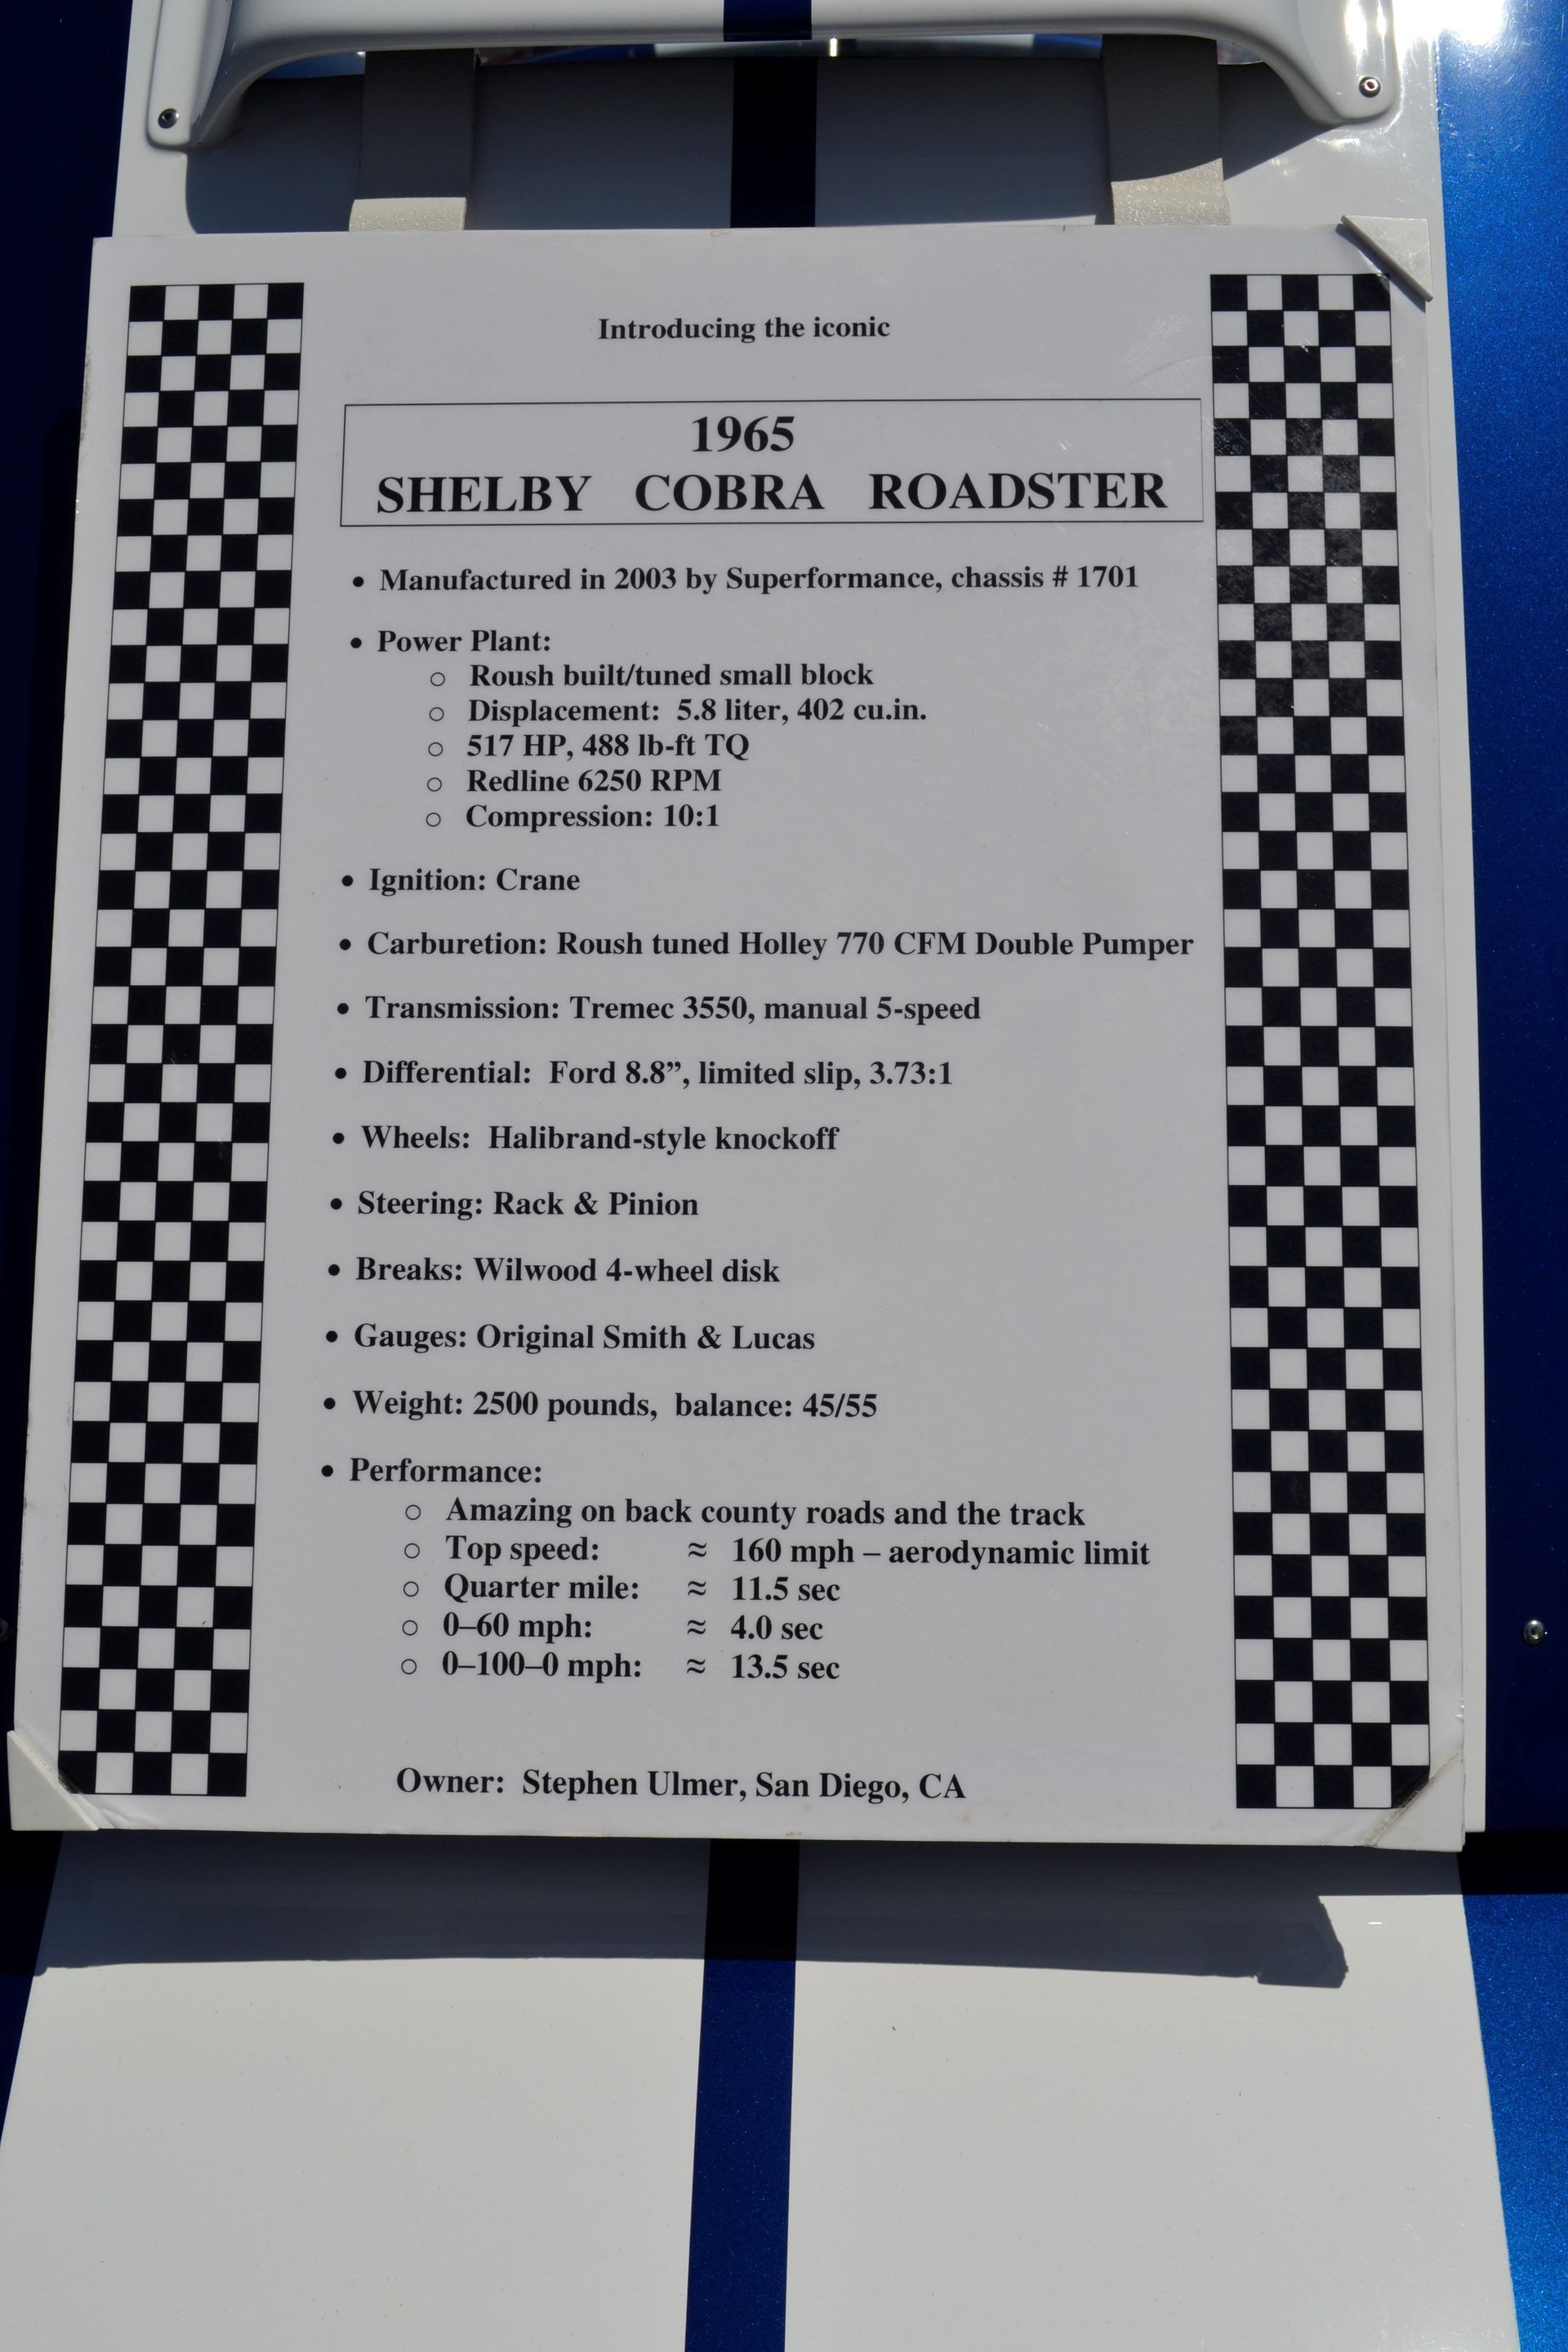 Introducing the iconic
1965
SHELBY COBRA ROADSTER
• Manufactured in 2003 by Superformance, chassis # 1701
• Power Plant:
○ Roush built/tuned small block
○ Displacement: 5.8 liter, 402 cu.in.
○ 517 HP, 488 lb-ft TQ
○ Redline 6250 RPM
○ Compression: 10:1
• Ignition: Crane
• Carburetion: Roush tuned Holley 770 CFM Double Pumper
• Transmission: Tremec 3550, manual 5-speed
• Differential: Ford 8.8”, limited slip, 3.73:1
• Wheels: Halibrand-style knockoff
• Steering: Rack & Pinion
• Breaks: Wilwood 4-wheel disk
• Gauges: Original Smith & Lucas
• Weight: 2500 pounds, balance: 45/55
• Performance:
○ Amazing on back county roads and the track
○ Top speed: ≈ 160 mph – aerodynamic limit
○ Quarter mile: ≈ 11.5 sec
○ 0–60 mph: ≈ 4.0 sec
○ 0–100–0 mph: ≈ 13.5 sec
Owner: Stephen Ulmer, San Diego, CA